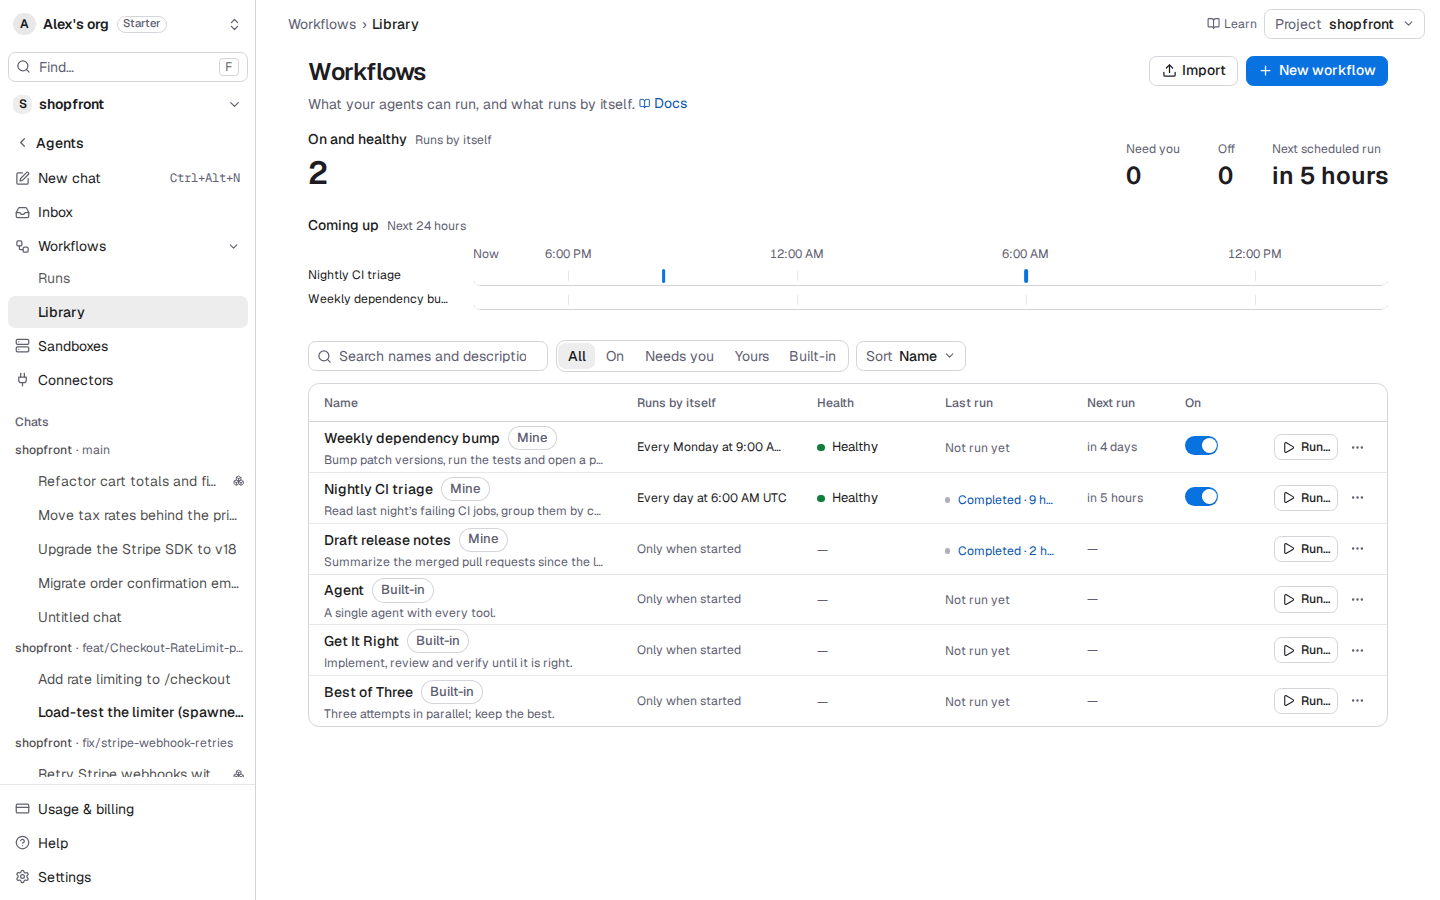 A Alex's org Starter
Find... F
S shopfront
Agents
New chat Ctrl+Alt+N
Inbox
Workflows
Runs
Library
Sandboxes
Connectors
Chats
shopfront · main
Refactor cart totals and fi...
Move tax rates behind the pri...
Upgrade the Stripe SDK to v18
Migrate order confirmation em...
Untitled chat
shopfront · feat/Checkout-RateLimit-p...
Add rate limiting to /checkout
Load-test the limiter (spawne...
shopfront · fix/stripe-webhook-retries
Retry Stripe webhooks wit...
Usage & billing
Help
Settings
Workflows › Library
Learn
Project shopfront
Workflows
Import
New workflow
What your agents can run, and what runs by itself. Docs
On and healthy Runs by itself
2
Need you
0
Off
0
Next scheduled run
in 5 hours
Coming up Next 24 hours
Now 6:00 PM 12:00 AM 6:00 AM 12:00 PM
Nightly CI triage
Weekly dependency bu...
Search names and descriptio
All On Needs you Yours Built-in
Sort Name
Name Runs by itself Health Last run Next run On
Weekly dependency bump Mine
Bump patch versions, run the tests and open a p...
Every Monday at 9:00 A... Healthy Not run yet in 4 days Run...
Nightly CI triage Mine
Read last night's failing CI jobs, group them by c...
Every day at 6:00 AM UTC Healthy Completed · 9 h... in 5 hours Run...
Draft release notes Mine
Summarize the merged pull requests since the l...
Only when started — Completed · 2 h... — Run...
Agent Built-in
A single agent with every tool.
Only when started — Not run yet — Run...
Get It Right Built-in
Implement, review and verify until it is right.
Only when started — Not run yet — Run...
Best of Three Built-in
Three attempts in parallel; keep the best.
Only when started — Not run yet — Run...